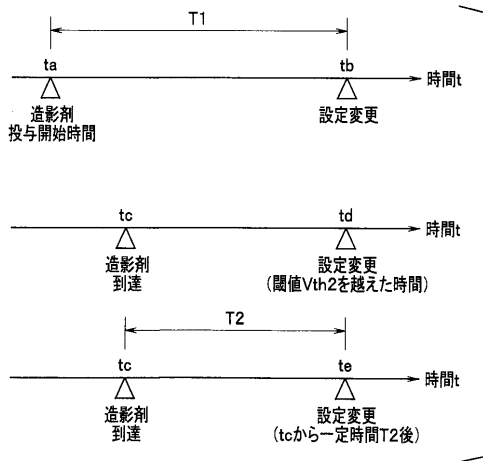 T1
ta
tb
時間t
造影剤
投与開始時間
設定変更
tc
td
時間t
造影剤
到達
設定変更
(閾値Vth2を越えた時間)
T2
tc
te
時間t
造影剤
到達
設定変更
(tcから一定時間T2後)